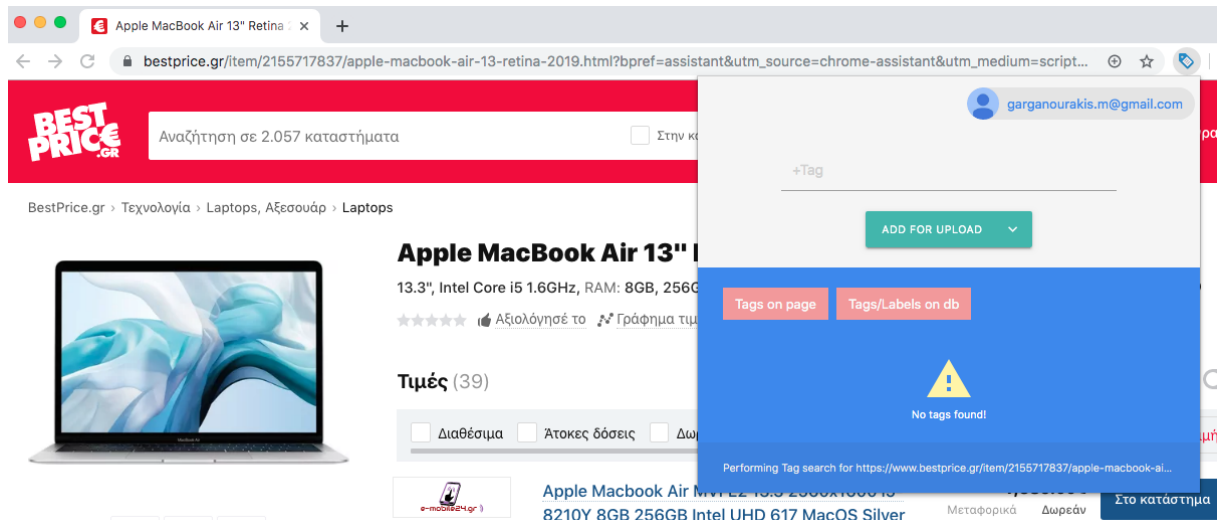 Apple MacBook Air 13" Retina
bestprice.gr/item/2155717837/apple-macbook-air-13-retina-2019.html?bpref=assistant&utm_source=chrome-assistant&utm_medium=script...
garganourakis.m@gmail.com
BEST
PRICE
.GR
Αναζήτηση σε 2.057 καταστήματα
Στην
+Tag
ADD FOR UPLOAD
BestPrice.gr › Τεχνολογία › Laptops, Αξεσουάρ › Laptops
Apple MacBook Air 13"
13.3", Intel Core i5 1.6GHz, RAM: 8GB, 256G
Αξιολόγησέ το Γράφημα τιμ
Tags on page Tags/Labels on db
Τιμές (39)
No tags found!
Διαθέσιμα Άτοκες δόσεις Δω
Performing Tag search for https://www.bestprice.gr/item/2155717837/apple-macbook-ai...
e-mobile24.gr
Apple Macbook Air
8210Y 8GB 256GB Intel UHD 617 MacOS Silver
Μεταφορικά Δωρεάν
Στο κατάστημα